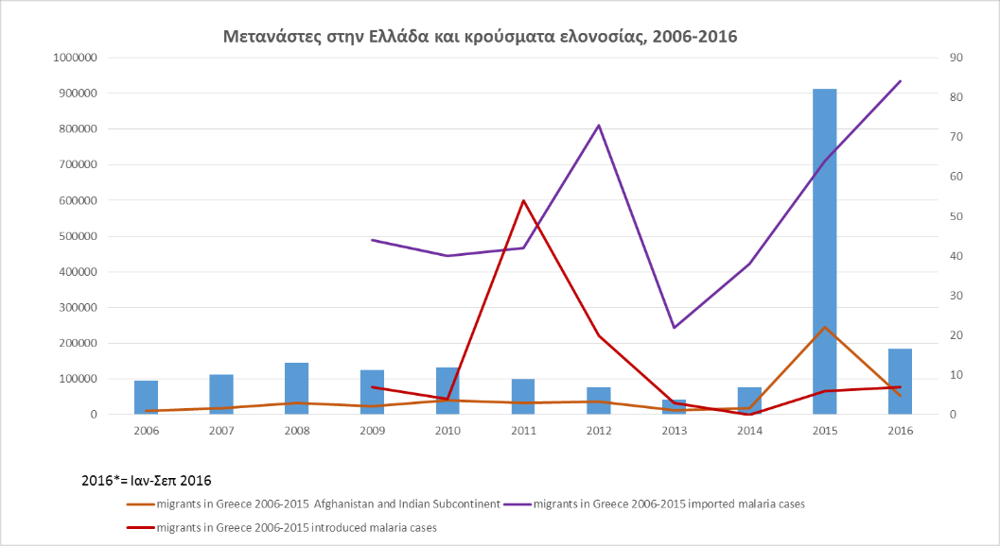 Μετανάστες στην Ελλάδα και κρούσματα ελονοσίας, 2006-2016
1000000 90
900000 80
800000 70
700000 60
600000 50
500000 40
400000 30
300000 20
200000 10
100000 0
0
2006 2007 2008 2009 2010 2011 2012 2013 2014 2015 2016
2016*= Ιαν-Σεπ 2016
migrants in Greece 2006-2015 Afghanistan and Indian Subcontinent migrants in Greece 2006-2015 imported malaria cases
migrants in Greece 2006-2015 introduced malaria cases